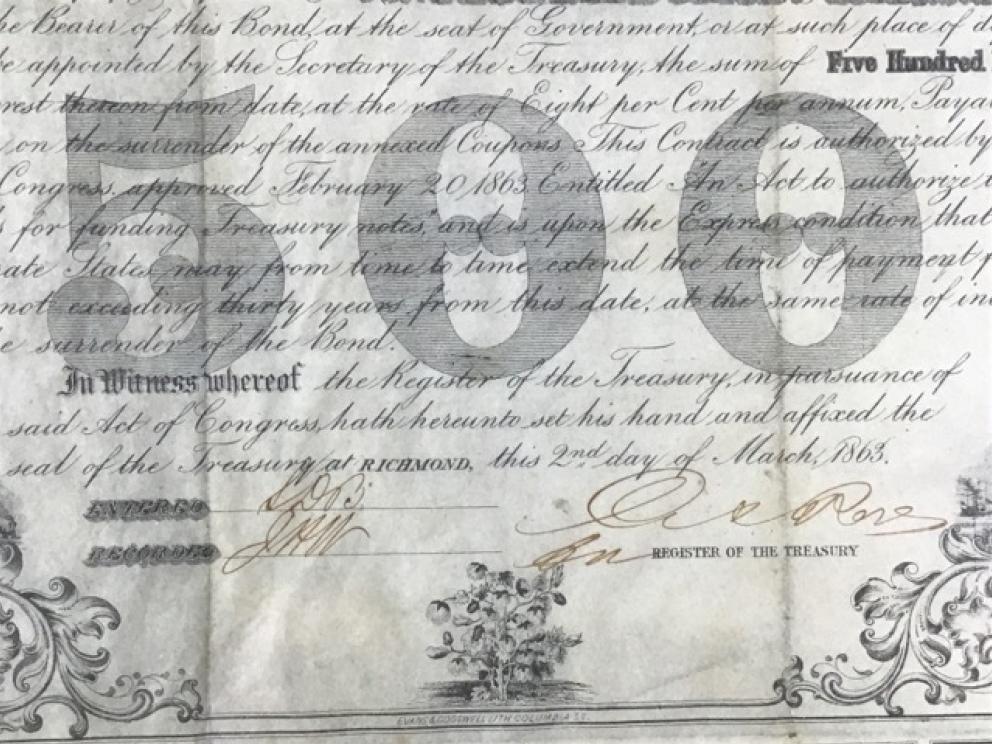 he Bearer of this Bond, at the seat of Government, or at such place of d
e appointed by the Secretary of the Treasury, the sum of Five Hundred
rest thereon from date, at the rate of Eight per Cent per annum, Paya
on the surrender of the annexed Coupons. This Contract is authorized by
Congress, approved February 20 1863, Entitled "An Act to authorize
s for funding Treasury notes", and is upon the Express condition that
rate States may from time to time, extend the time of payment f
not exceeding thirty years from this date, at the same rate of in
e surrender of the Bond.
500
In Witness whereof the Register of the Treasury, in pursuance of
said Act of Congress, hath hereunto set his hand and affixed the
seal of the Treasury, at RICHMOND, this 2nd day of March, 1863.
ENTERED
RECORDED
REGISTER OF THE TREASURY
EVANS & COGSWELL LITH. COLUMBIA S.C.